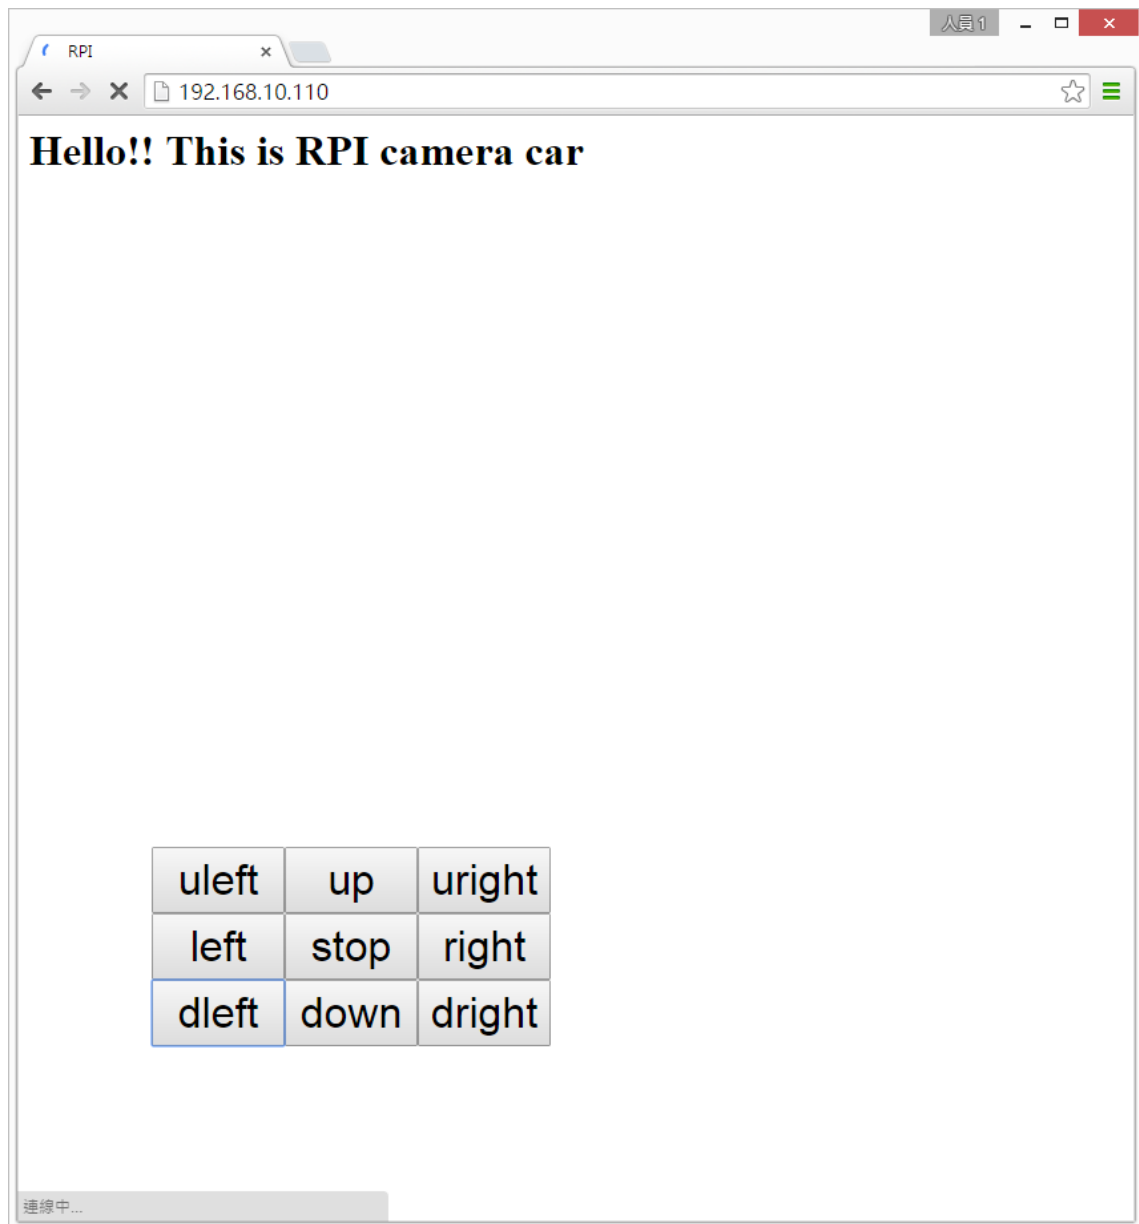 人員1
RPI
192.168.10.110
Hello!! This is RPI camera car
uleft up uright
left stop right
dleft down dright
連線中...